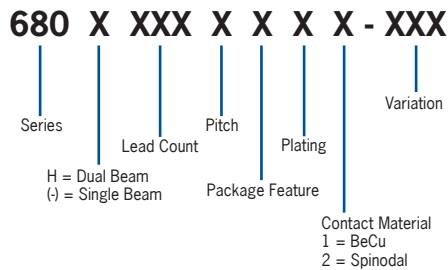 680 X XXX X X X X - XXX
Variation
Series
Pitch
Lead Count
Plating
H = Dual Beam
(-) = Single Beam
Package Feature
Contact Material
1 = BeCu
2 = Spinodal